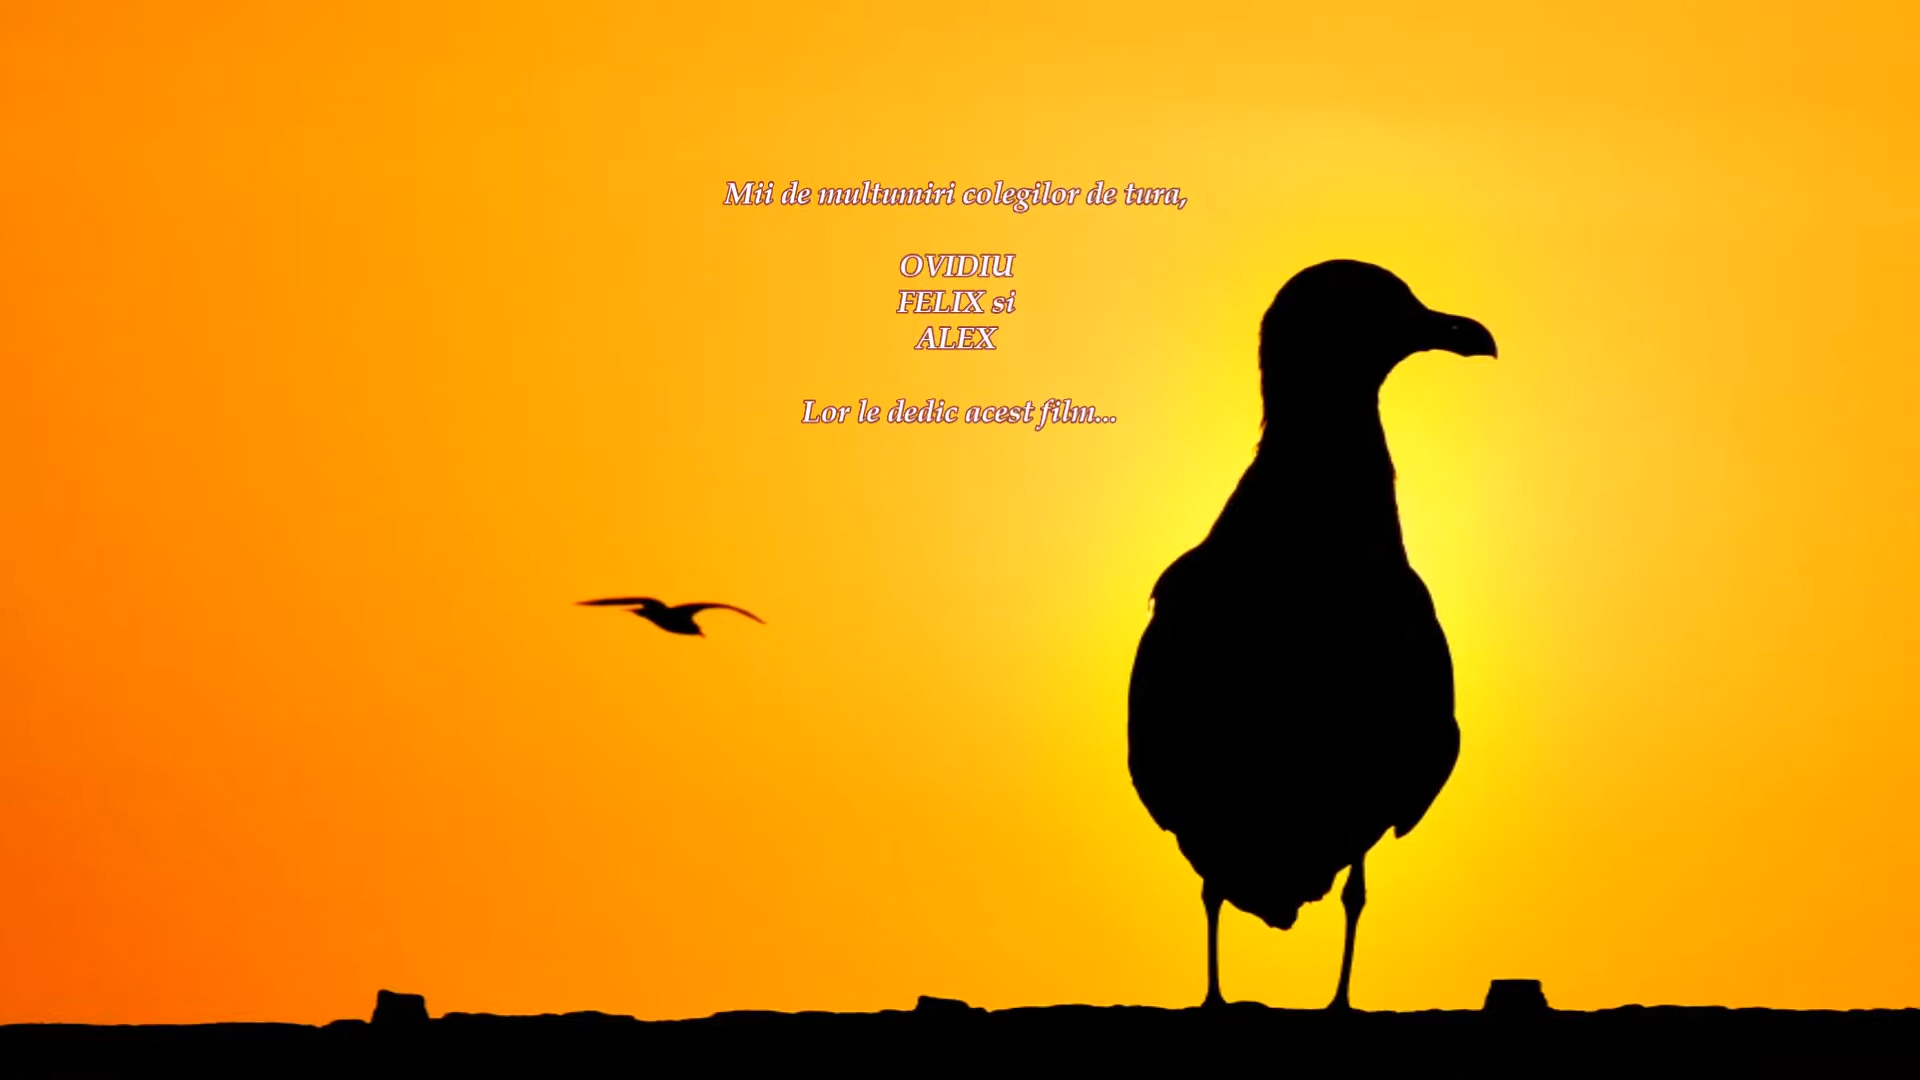 Mii de multumiri colegilor de tura,
OVIDIU
FELIX si
ALEX
Lor le dedic acest film...